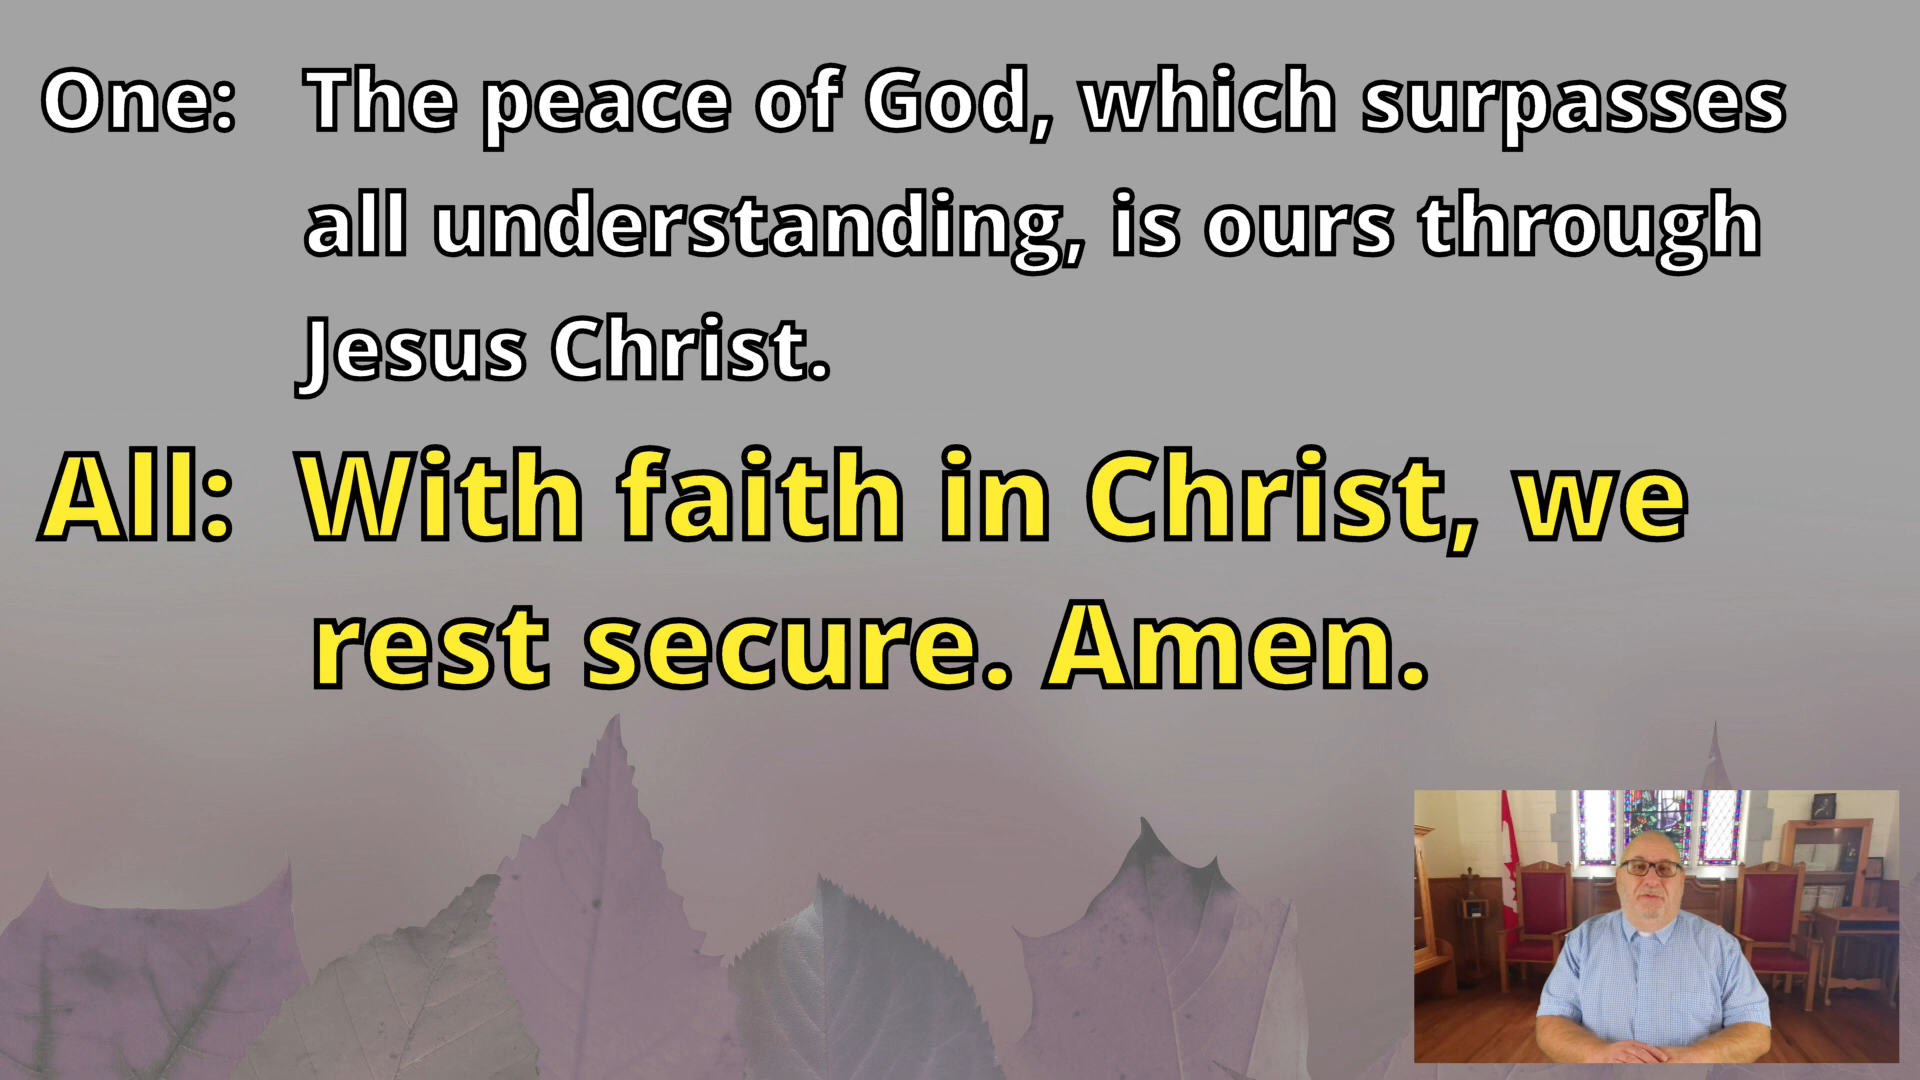 One: The peace of God, which surpasses
all understanding, is ours through
Jesus Christ.
All: With faith in Christ, we
rest secure. Amen.